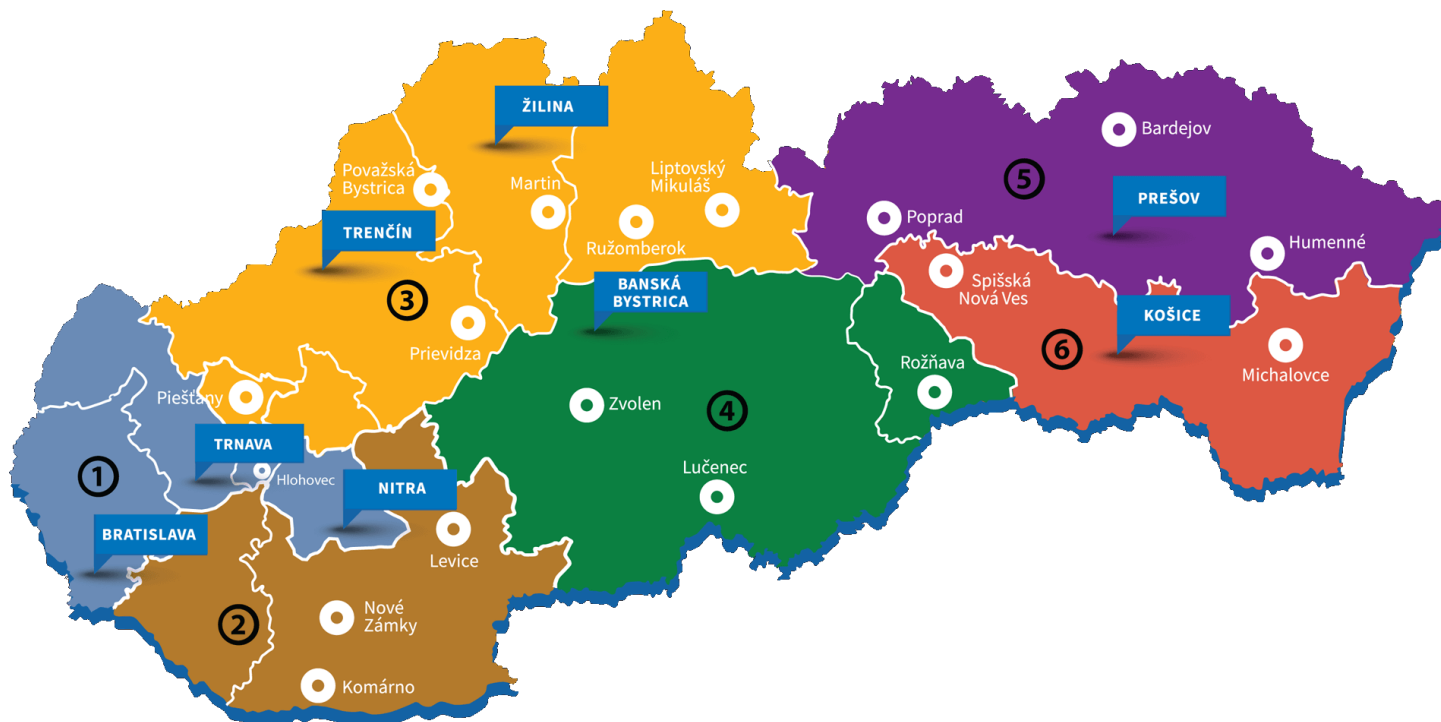 ŽILINA
Bardejov
Považská
Bystrica
Martin
Liptovský
Mikuláš
5
PREŠOV
TRENČÍN
Ružomberok
Poprad
Humenné
BANSKÁ
BYSTRICA
Spišská
Nová Ves
3
KOŠICE
Prievidza
6
Rožňava
Michalovce
Piešťany
Zvolen
4
TRNAVA
Lučenec
1
Hlohovec
NITRA
BRATISLAVA
Levice
2
Nové
Zámky
Komárno